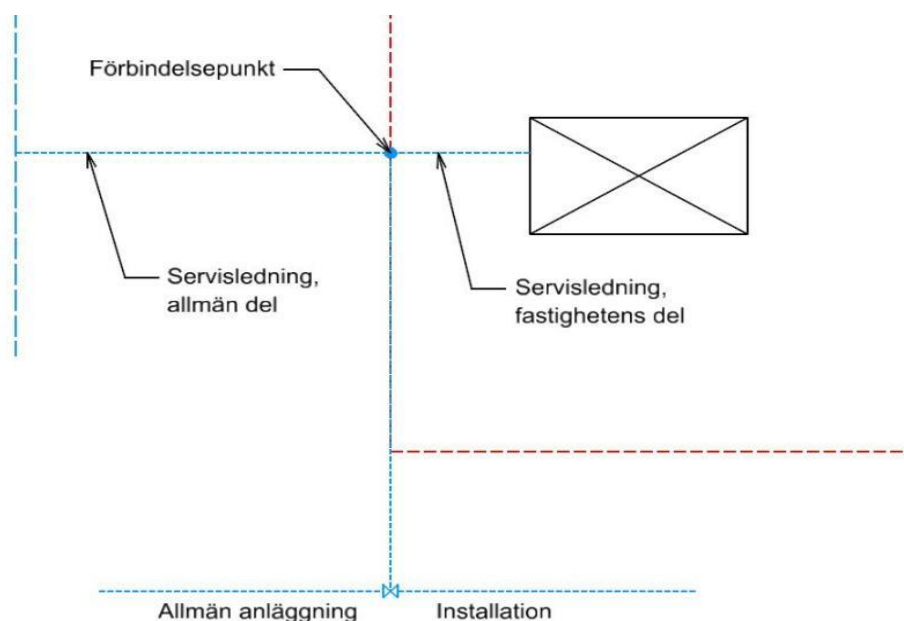 Förbindelsepunkt
Servisledning,
allmän del
Servisledning,
fastighetens del
Allmän anläggning
Installation